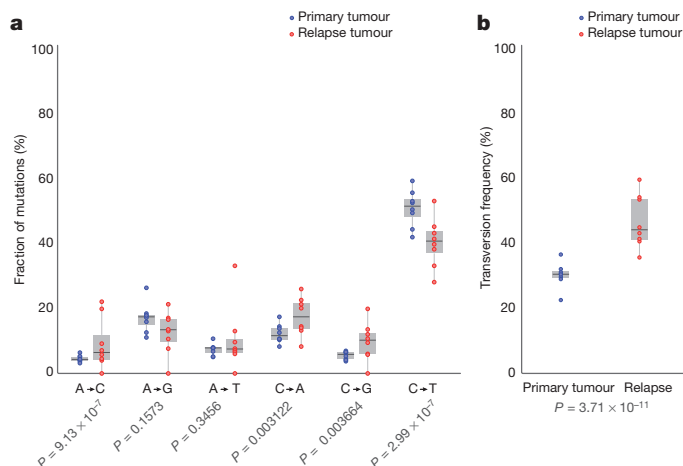 a
Primary tumour
Relapse tumour
Fraction of mutations (%)
100
80
60
40
20
0
A→C
A→G
A→T
C→A
C→G
C→T
P = 9.13 × 10⁻⁷
P = 0.1573
P = 0.3456
P = 0.003122
P = 0.003664
P = 2.99 × 10⁻⁷
b
Primary tumour
Relapse tumour
Transversion frequency (%)
100
80
60
40
20
0
Primary tumour
Relapse
P = 3.71 × 10⁻¹¹